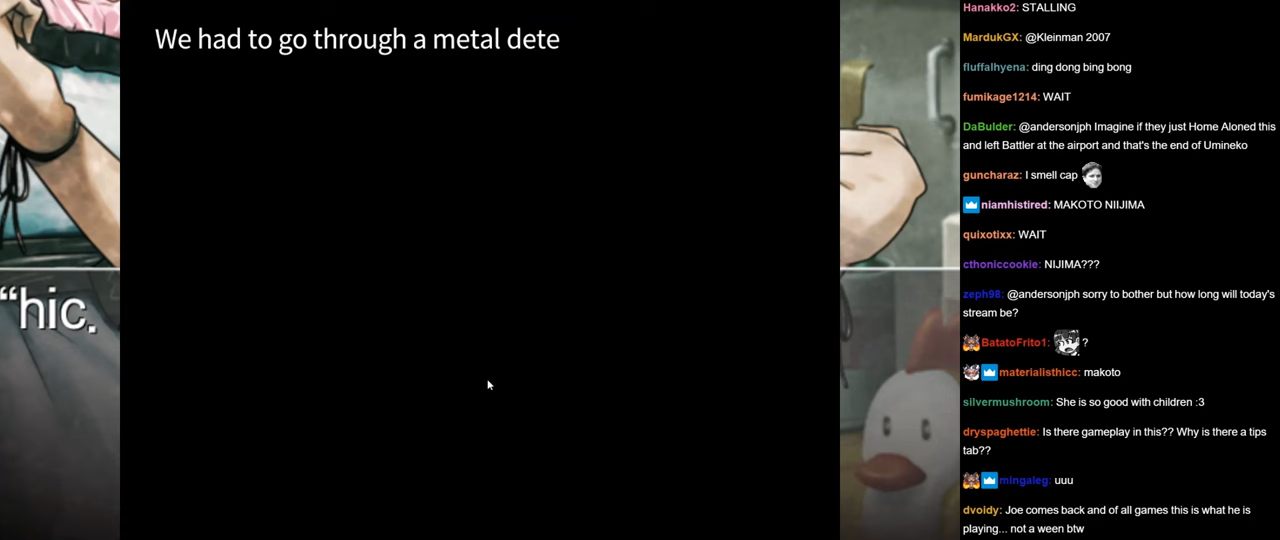 We had to go through a metal dete
“hic.
Hanakko2: STALLING
MardukGX: @Kleinman 2007
fluffalhyena: ding dong bing bong
fumikage1214: WAIT
DaBulder: @andersonjph Imagine if they just Home Aloned this
and left Battler at the airport and that's the end of Umineko
guncharaz: I smell cap
niamhistired: MAKOTO NIIJIMA
quixotixx: WAIT
cthoniccookie: NIJIMA???
zeph98: @andersonjph sorry to bother but how long will today's
stream be?
BatatoFrito1: ?
materialisthicc: makoto
silvermushroom: She is so good with children :3
dryspaghettie: Is there gameplay in this?? Why is there a tips
tab??
mingaleg: uuu
dvoidy: Joe comes back and of all games this is what he is
playing... not a ween btw